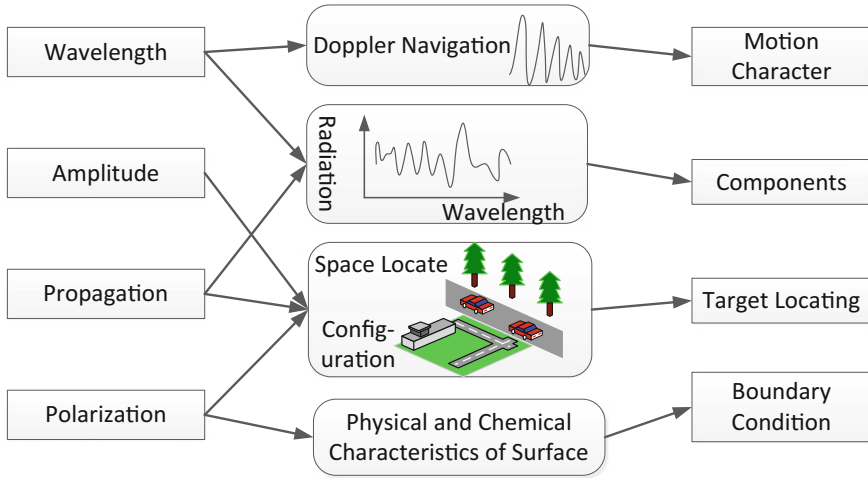 Wavelength
Amplitude
Propagation
Polarization
Doppler Navigation
Radiation
Wavelength
Space Locate
Config-
uration
Physical and Chemical
Characteristics of Surface
Motion
Character
Components
Target Locating
Boundary
Condition